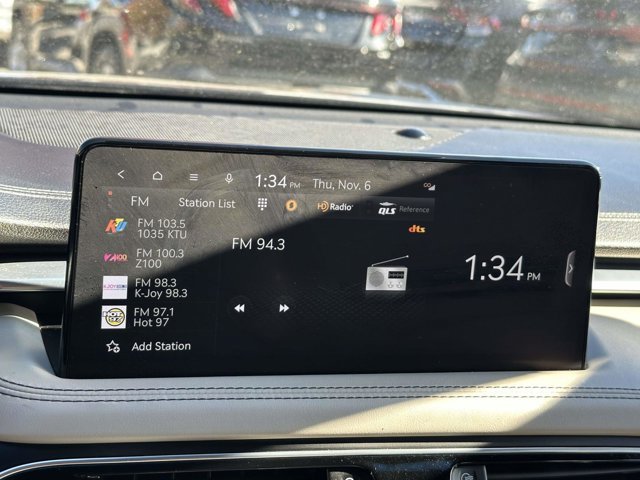 1:34 PM Thu, Nov. 6
FM Station List HD Radio QLS Reference
dts
FM 103.5
1035 KTU
FM 100.3
Z100
FM 98.3
K-Joy 98.3
FM 97.1
Hot 97
Add Station
FM 94.3
1:34 PM